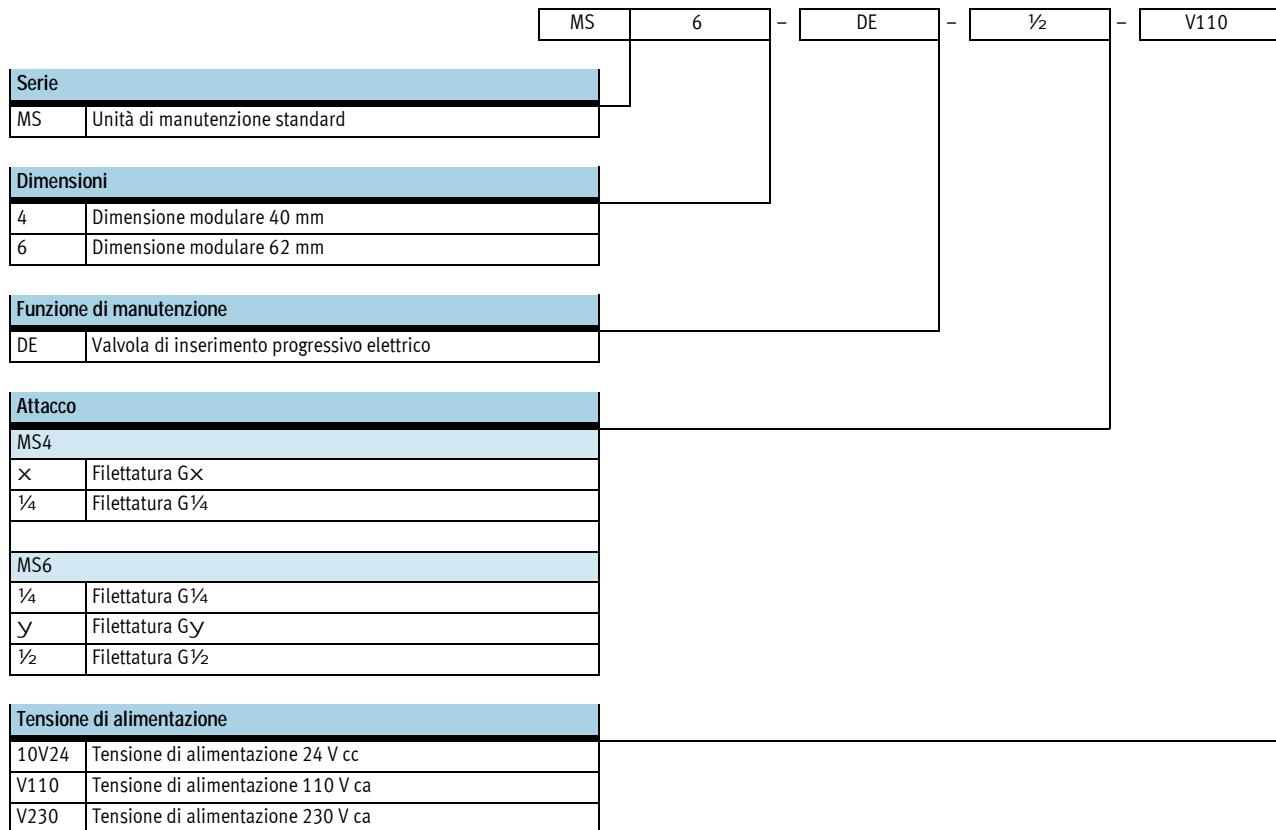 MS 6 – DE – ½ – V110
Serie
MS Unità di manutenzione standard
Dimensioni
4 Dimensione modulare 40 mm
6 Dimensione modulare 62 mm
Funzione di manutenzione
DE Valvola di inserimento progressivo elettrico
Attacco
MS4
x Filettatura Gx
¼ Filettatura G¼
MS6
¼ Filettatura G¼
y Filettatura Gy
½ Filettatura G½
Tensione di alimentazione
10V24 Tensione di alimentazione 24 V cc
V110 Tensione di alimentazione 110 V ca
V230 Tensione di alimentazione 230 V ca